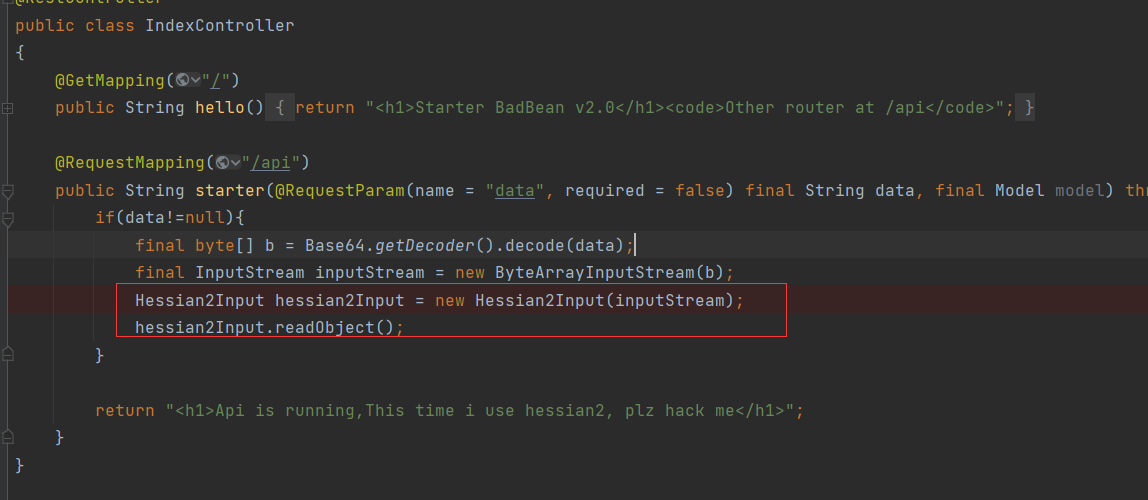 @RestController
public class IndexController
{
@GetMapping("/")
public String hello() { return "<h1>Starter BadBean v2.0</h1><code>Other router at /api</code>"; }
@RequestMapping("/api")
public String starter(@RequestParam(name = "data", required = false) final String data, final Model model) thr
if(data!=null){
final byte[] b = Base64.getDecoder().decode(data);
final InputStream inputStream = new ByteArrayInputStream(b);
Hessian2Input hessian2Input = new Hessian2Input(inputStream);
hessian2Input.readObject();
}
return "<h1>Api is running,This time i use hessian2, plz hack me</h1>";
}
}